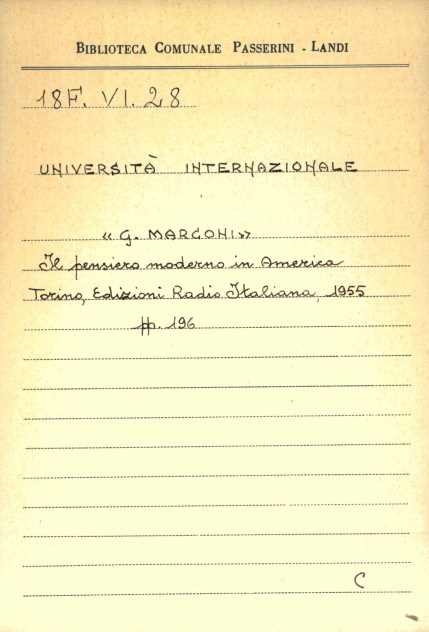 BIBLIOTECA COMUNALE PASSERINI - LANDI
18F. VI. 28
UNIVERSITÀ INTERNAZIONALE
« G. MARCONI »
Il pensiero moderno in America
Torino, Edizioni Radio Italiana, 1955
pp. 196
C